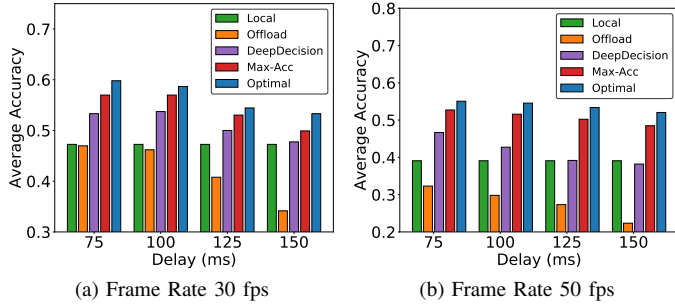 0.7
0.6
0.5
0.4
0.3
Average Accuracy
Local
Offload
DeepDecision
Max-Acc
Optimal
75 100 125 150
Delay (ms)
(a) Frame Rate 30 fps
0.8
0.7
0.6
0.5
0.4
0.3
0.2
Average Accuracy
Local
Offload
DeepDecision
Max-Acc
Optimal
75 100 125 150
Delay (ms)
(b) Frame Rate 50 fps